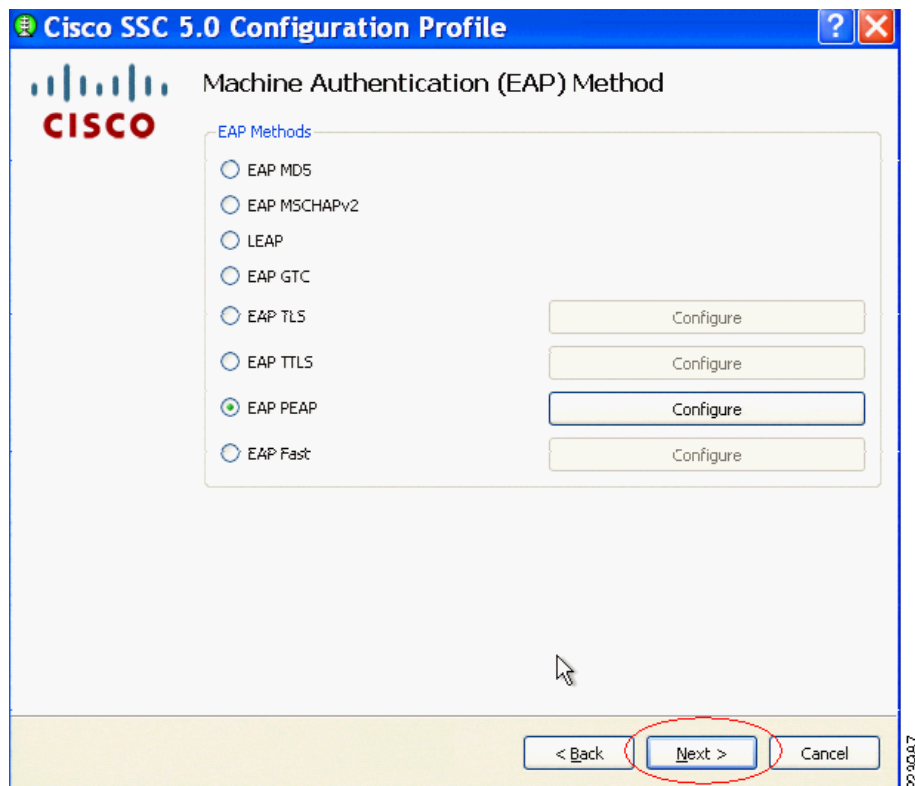 Cisco SSC 5.0 Configuration Profile
?
CISCO
Machine Authentication (EAP) Method
EAP Methods
EAP MD5
EAP MSCHAPv2
LEAP
EAP GTC
EAP TLS Configure
EAP TTLS Configure
EAP PEAP Configure
EAP Fast Configure
< Back Next > Cancel